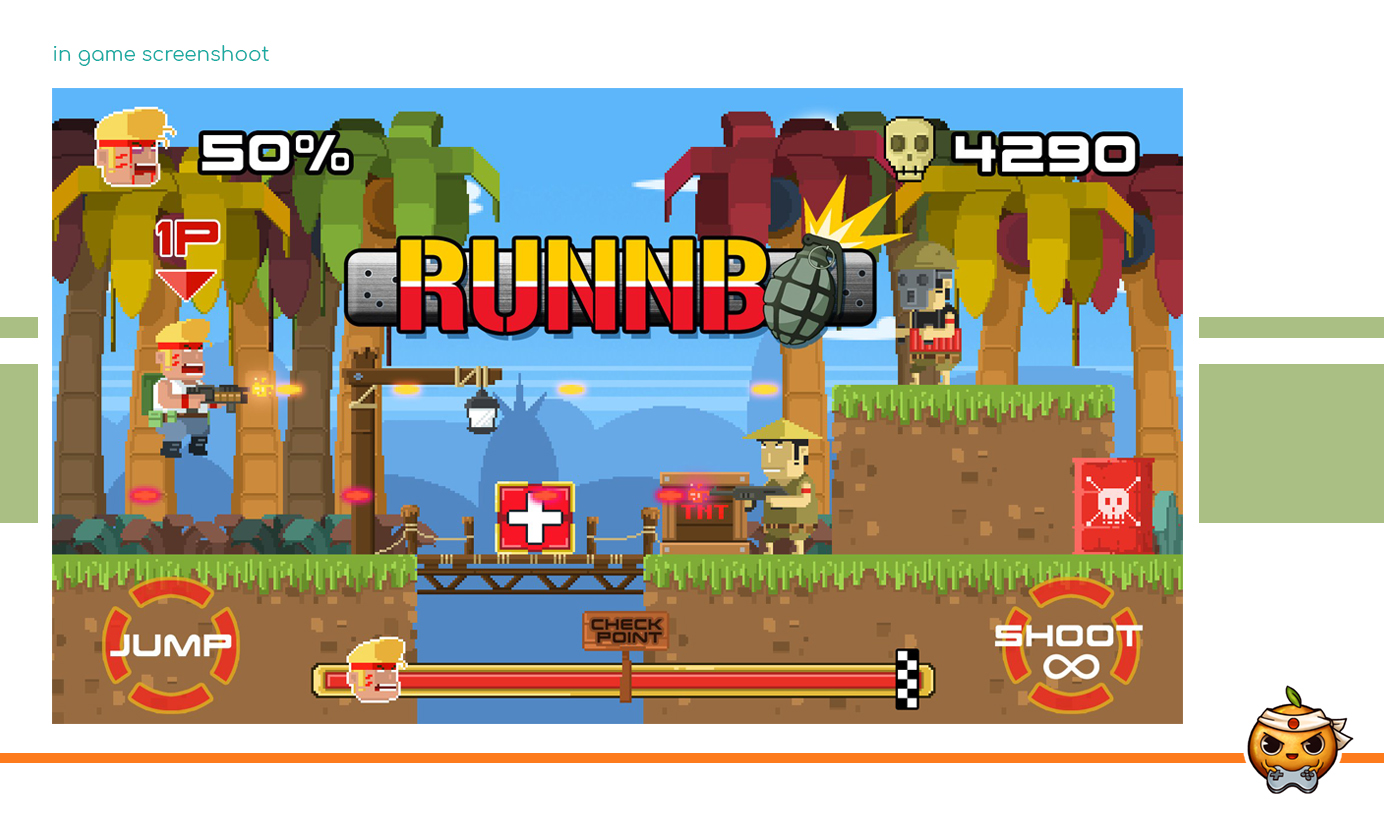 in game screenshoot
50%
4290
1P
RUNNB
TNT
CHECK
POINT
JUMP
SHOOT
∞